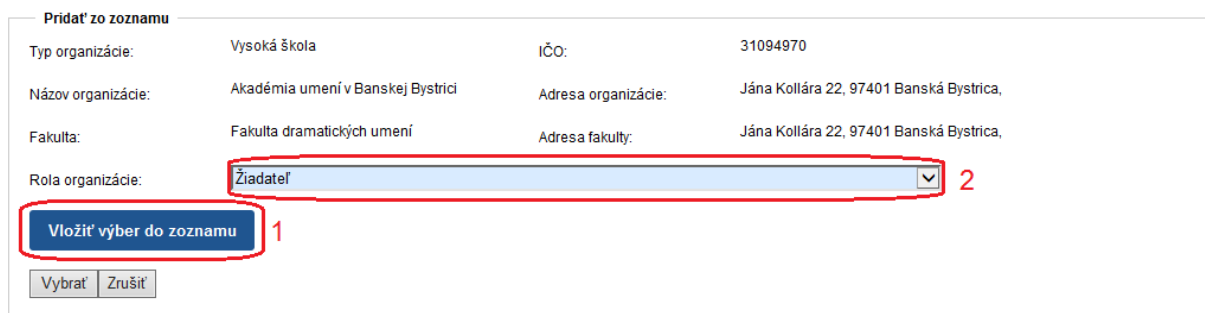 Pridať zo zoznamu
Typ organizácie: Vysoká škola IČO: 31094970
Názov organizácie: Akadémia umení v Banskej Bystrici Adresa organizácie: Jána Kollára 22, 97401 Banská Bystrica,
Fakulta: Fakulta dramatických umení Adresa fakulty: Jána Kollára 22, 97401 Banská Bystrica,
Rola organizácie: Žiadateľ 2
Vložiť výber do zoznamu 1
Vybrať Zrušiť